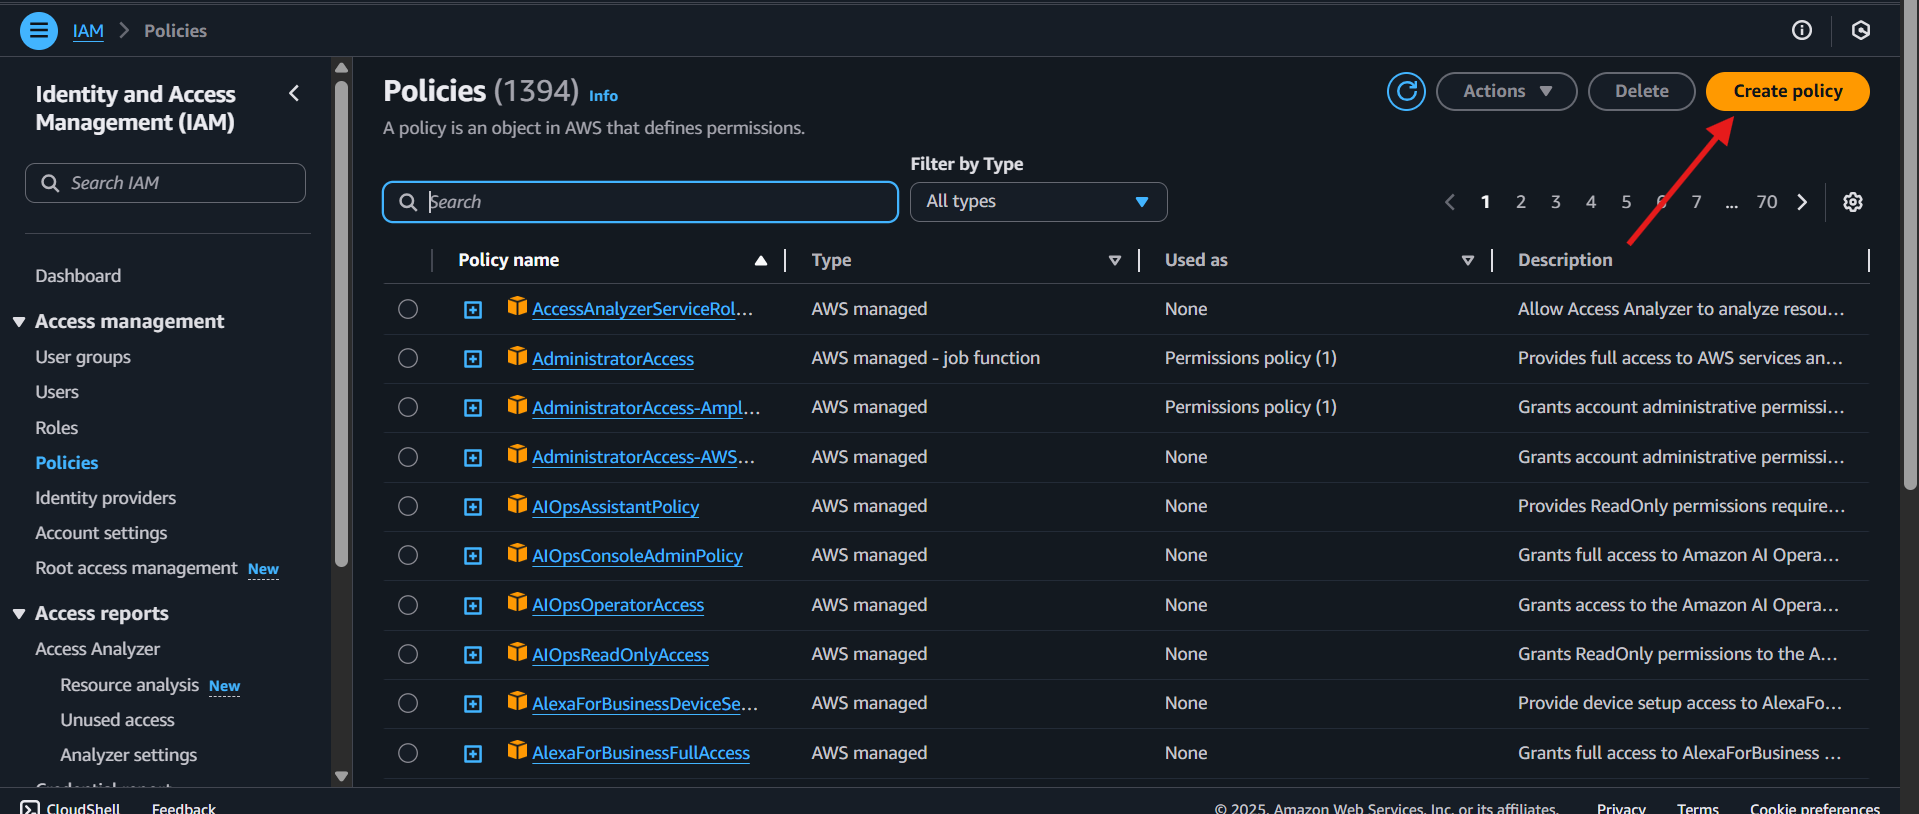 IAM > Policies
Identity and Access Management (IAM)
Search IAM
Dashboard
Access management
User groups
Users
Roles
Policies
Identity providers
Account settings
Root access management New
Access reports
Access Analyzer
Resource analysis New
Unused access
Analyzer settings
Credential report
Policies (1394) Info
A policy is an object in AWS that defines permissions.
Actions
Delete
Create policy
Search
Filter by Type
All types
1 2 3 4 5 6 7 ... 70
Policy name Type Used as Description
AccessAnalyzerServiceRol... AWS managed None Allow Access Analyzer to analyze resou...
AdministratorAccess AWS managed - job function Permissions policy (1) Provides full access to AWS services an...
AdministratorAccess-Ampl... AWS managed Permissions policy (1) Grants account administrative permissi...
AdministratorAccess-AWS... AWS managed None Grants account administrative permissi...
AIOpsAssistantPolicy AWS managed None Provides ReadOnly permissions require...
AIOpsConsoleAdminPolicy AWS managed None Grants full access to Amazon AI Opera...
AIOpsOperatorAccess AWS managed None Grants access to the Amazon AI Opera...
AIOpsReadOnlyAccess AWS managed None Grants ReadOnly permissions to the A...
AlexaForBusinessDeviceSe... AWS managed None Provide device setup access to AlexaFo...
AlexaForBusinessFullAccess AWS managed None Grants full access to AlexaForBusiness ...
CloudShell Feedback © 2025, Amazon Web Services, Inc. or its affiliates. Privacy Terms Cookie preferences